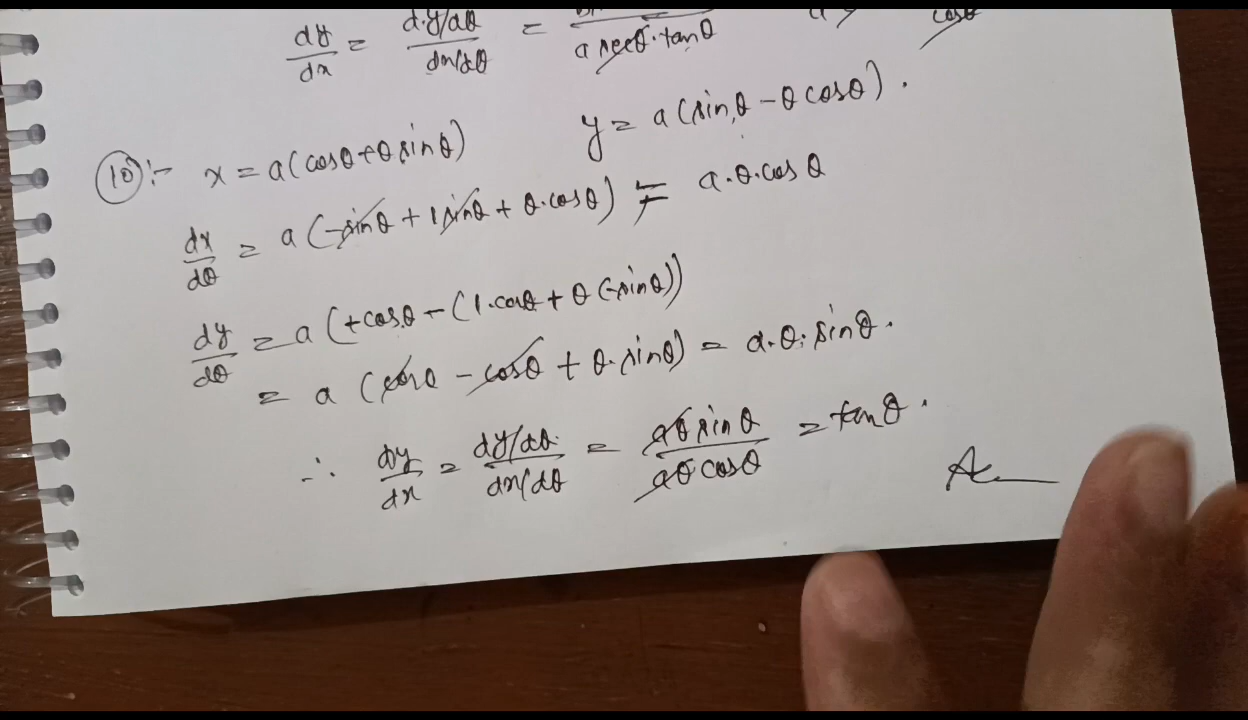 dy/dx = d·y/dθ / dx/dθ = / a secθ·tanθ
cosθ
(10):- x = a(cosθ+θ sinθ) y = a(sinθ - θ cosθ).
dx/dθ = a(-sinθ + 1 sinθ + θ·cosθ) = a·θ·cosθ
dy/dθ = a(+cosθ - (1·cosθ + θ(-sinθ))
= a(cosθ - cosθ + θ·sinθ) = a·θ·sinθ.
∴ dy/dx = dy/dθ / dx/dθ = aθ sinθ / aθ cosθ = tanθ.